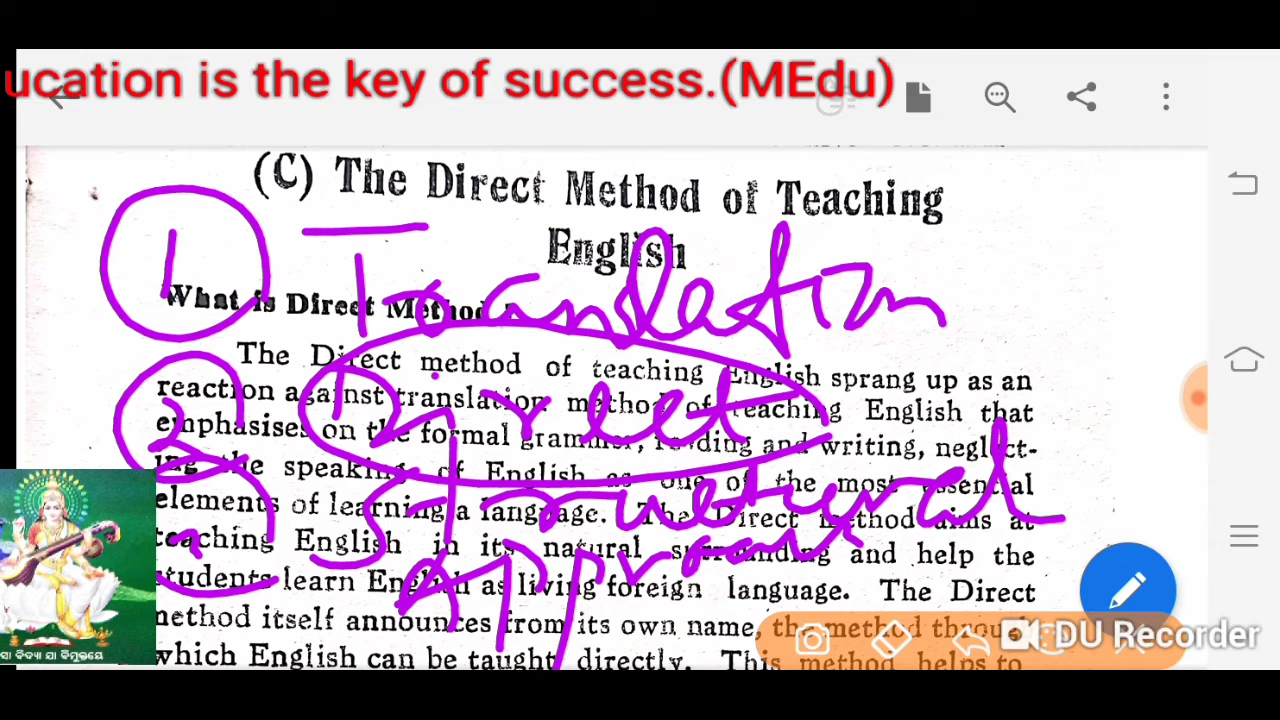 ucation is the key of success.(MEdu)
(C) The Direct Method of Teaching
English
1 Translation
What is Direct Method
The Direct method of teaching English sprang up as an
reaction against translation method of teaching English that
2 Direct
emphasises on the formal grammer, reading and writing, neglect-
ing the speaking of English as one of the most essential
3 Structural
elements of learning a language. The Direct method aims at
teaching English in its natural surrounding and help the
students learn English as living foreign language. The Direct
method itself announces from its own name, the method through
which English can be taught directly. This method helps to
DU Recorder
ସା ବିଦ୍ୟା ଯା ବିମୁକ୍ତୟେ